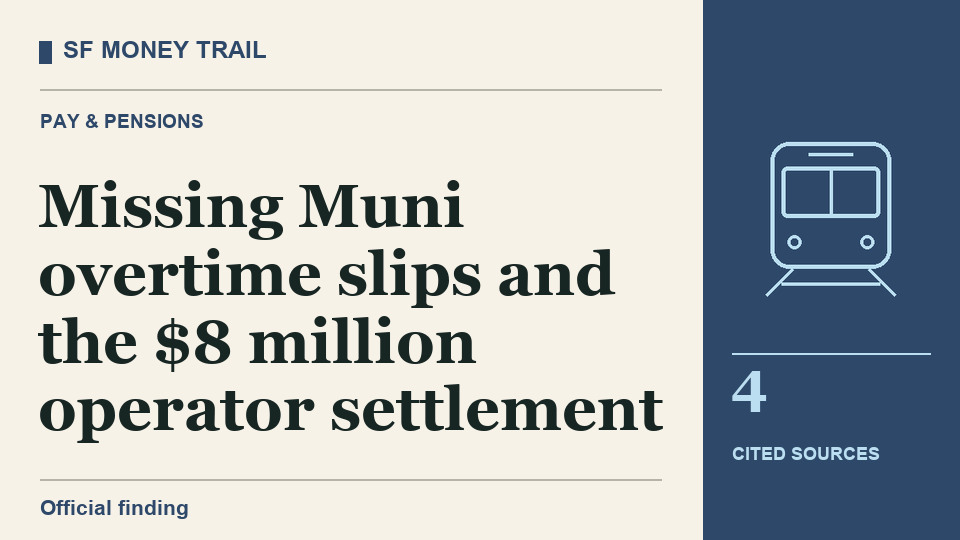 SF MONEY TRAIL
PAY & PENSIONS
Missing Muni
overtime slips and
the $8 million
operator settlement
Official finding
4
CITED SOURCES